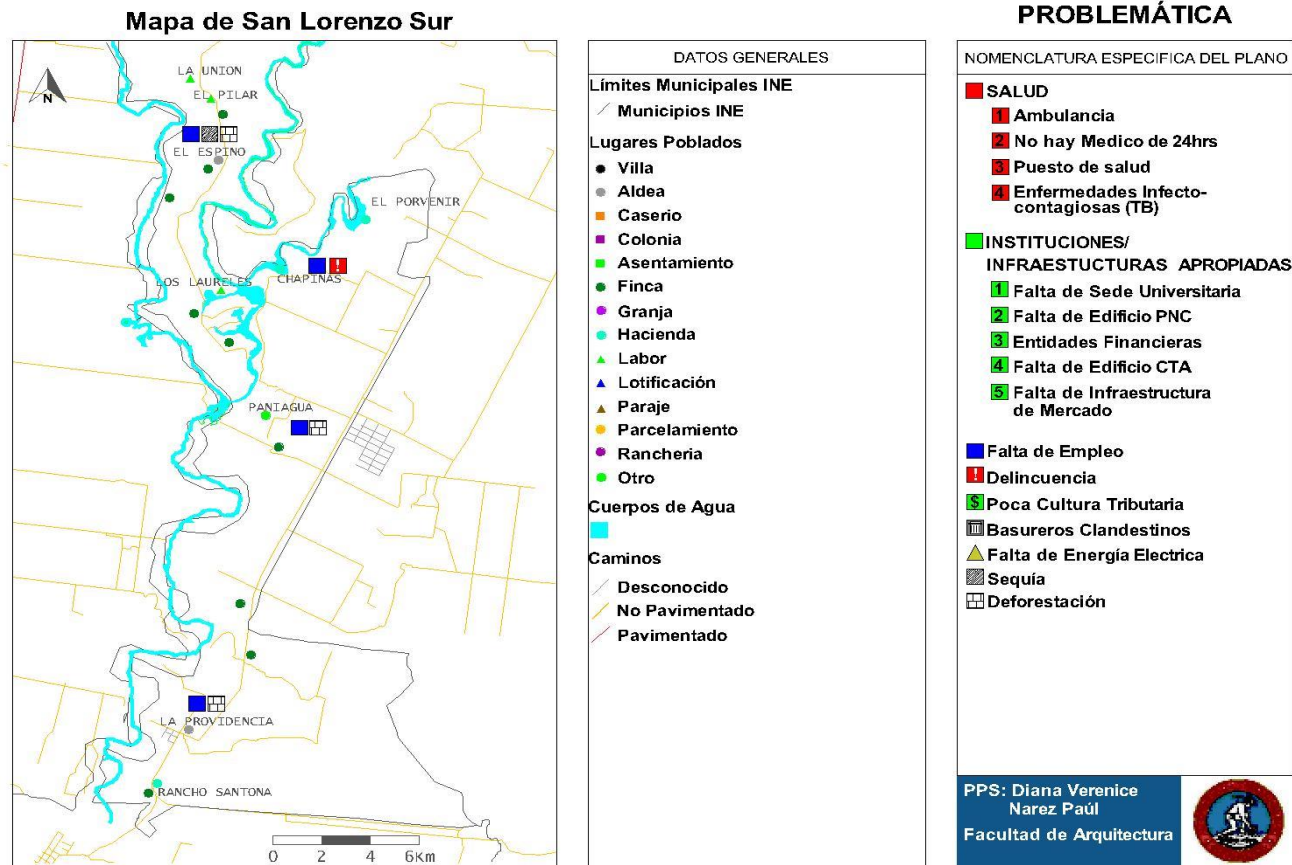 Mapa de San Lorenzo Sur
N
LA UNION
EL PILAR
EL ESPINO
EL PORVENIR
CHAPINAS
LOS LAURELES
PANIAGUA
LA PROVIDENCIA
RANCHO SANTONA
0 2 4 6Km
DATOS GENERALES
Límites Municipales INE
Municipios INE
Lugares Poblados
Villa
Aldea
Caserio
Colonia
Asentamiento
Finca
Granja
Hacienda
Labor
Lotificación
Paraje
Parcelamiento
Rancheria
Otro
Cuerpos de Agua
Caminos
Desconocido
No Pavimentado
Pavimentado
PROBLEMÁTICA
NOMENCLATURA ESPECIFICA DEL PLANO
SALUD
1 Ambulancia
2 No hay Medico de 24hrs
3 Puesto de salud
4 Enfermedades Infecto-
contagiosas (TB)
INSTITUCIONES/
INFRAESTUCTURAS APROPIADAS
1 Falta de Sede Universitaria
2 Falta de Edificio PNC
3 Entidades Financieras
4 Falta de Edificio CTA
5 Falta de Infraestructura
de Mercado
Falta de Empleo
! Delincuencia
$ Poca Cultura Tributaria
Basureros Clandestinos
Falta de Energía Electrica
Sequía
Deforestación
PPS: Diana Verenice
Narez Paúl
Facultad de Arquitectura